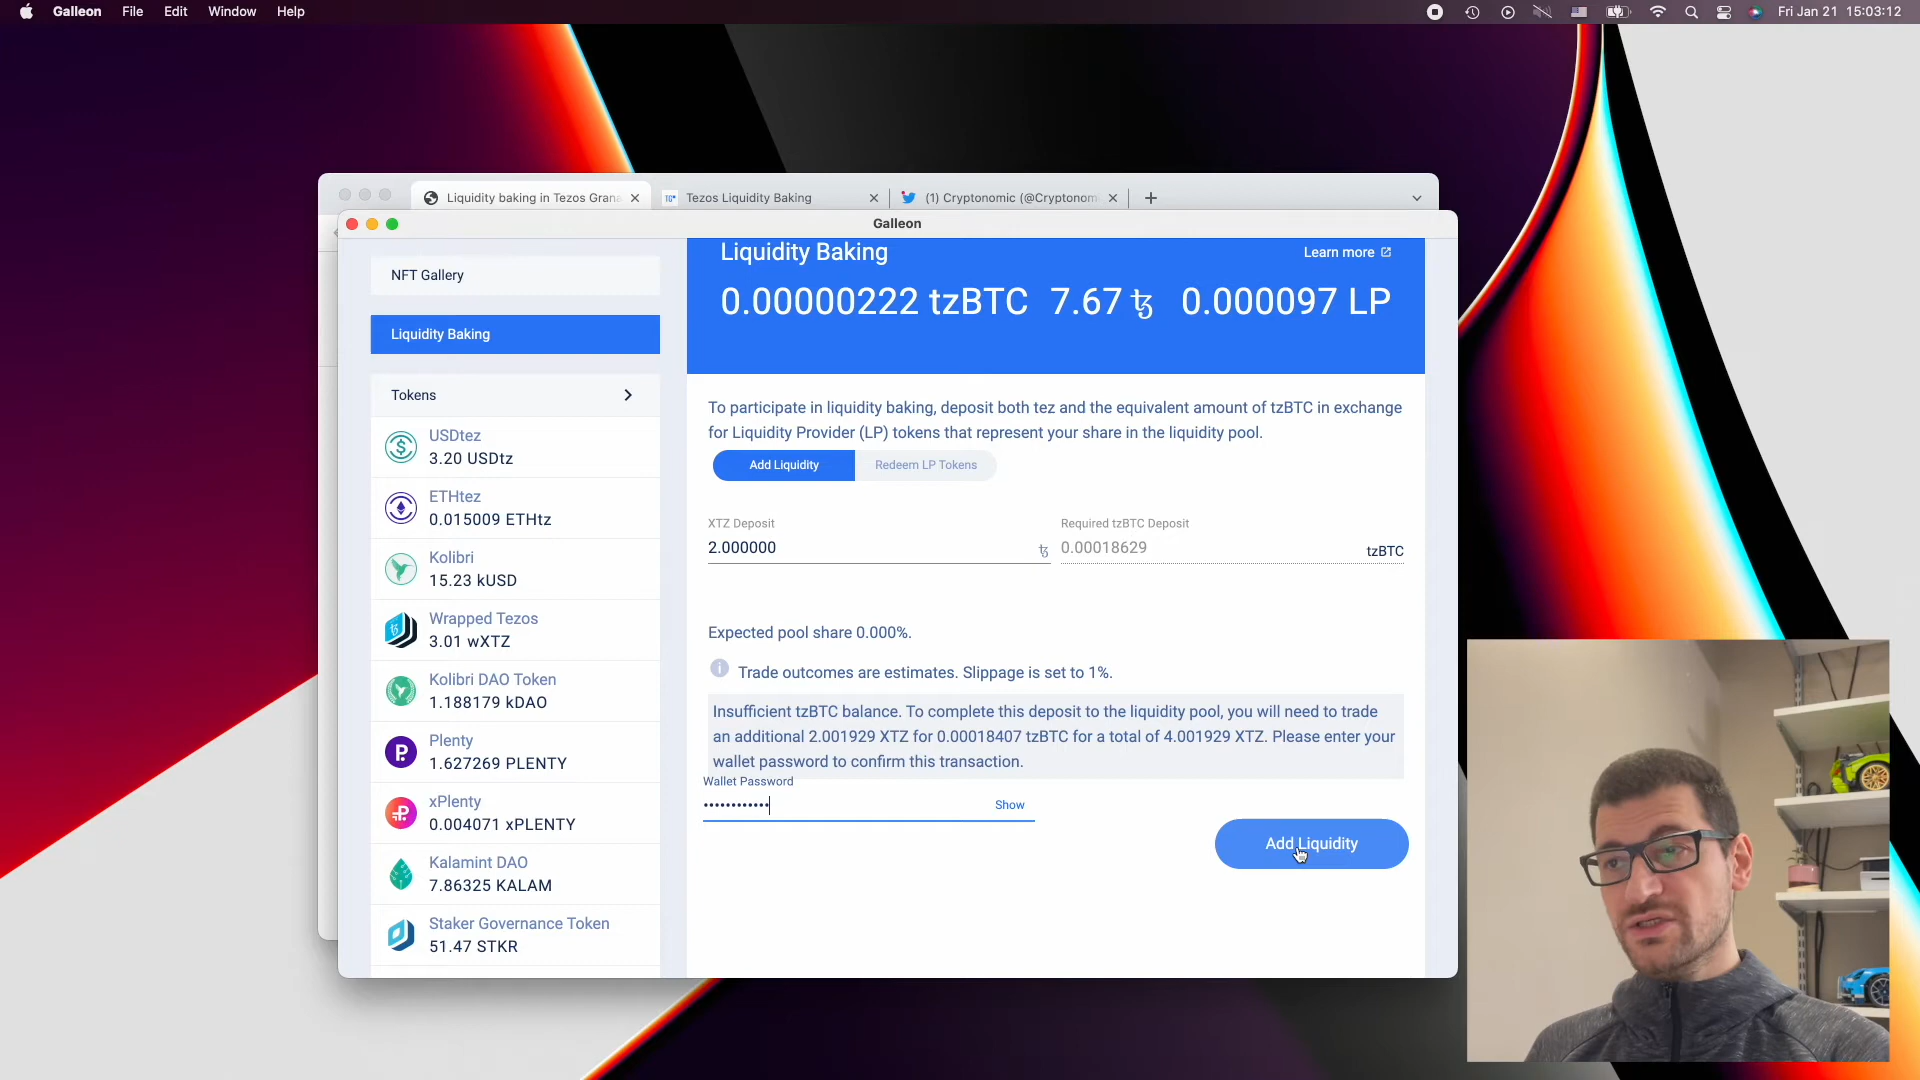 Galleon File Edit Window Help
Fri Jan 21 15:03:12
Liquidity baking in Tezos Grana
Tezos Liquidity Baking
(1) Cryptonomic (@Cryptonom
Galleon
NFT Gallery
Liquidity Baking
Tokens
USDtez
3.20 USDtz
ETHtez
0.015009 ETHtz
Kolibri
15.23 kUSD
Wrapped Tezos
3.01 wXTZ
Kolibri DAO Token
1.188179 kDAO
Plenty
1.627269 PLENTY
xPlenty
0.004071 xPLENTY
Kalamint DAO
7.86325 KALAM
Staker Governance Token
51.47 STKR
Liquidity Baking
Learn more
0.00000222 tzBTC 7.67 ꜩ 0.000097 LP
To participate in liquidity baking, deposit both tez and the equivalent amount of tzBTC in exchange
for Liquidity Provider (LP) tokens that represent your share in the liquidity pool.
Add Liquidity
Redeem LP Tokens
XTZ Deposit
2.000000 ꜩ
Required tzBTC Deposit
0.00018629 tzBTC
Expected pool share 0.000%.
Trade outcomes are estimates. Slippage is set to 1%.
Insufficient tzBTC balance. To complete this deposit to the liquidity pool, you will need to trade
an additional 2.001929 XTZ for 0.00018407 tzBTC for a total of 4.001929 XTZ. Please enter your
wallet password to confirm this transaction.
Wallet Password
Show
Add Liquidity